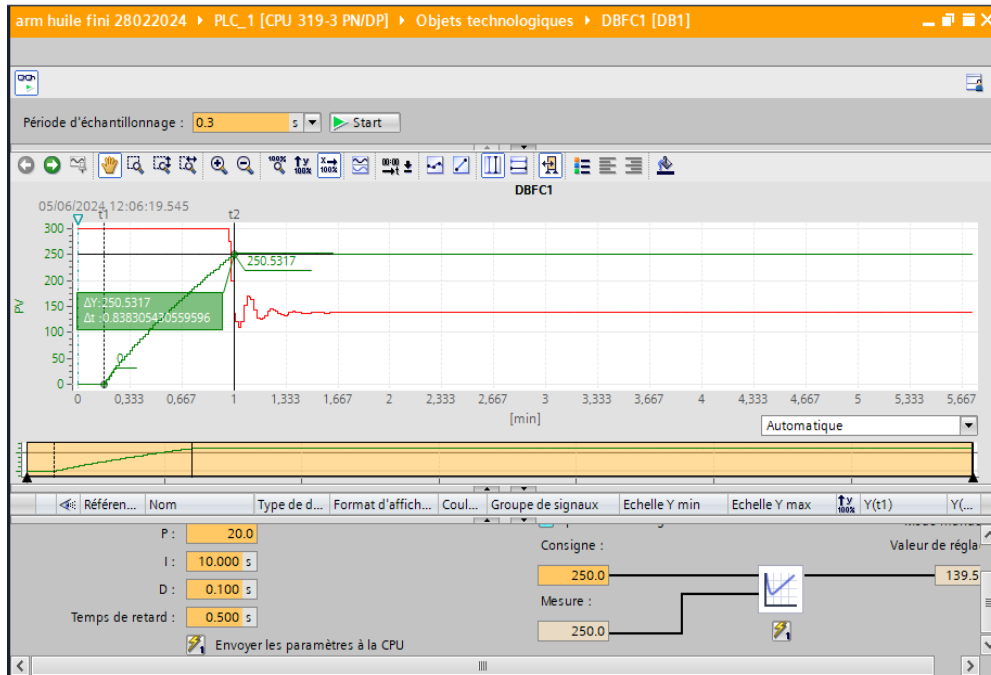 arm huile fini 28022024 ▸ PLC_1 [CPU 319-3 PN/DP] ▸ Objets technologiques ▸ DBFC1 [DB1]
Période d'échantillonnage : 0.3 s Start
DBFC1
05/06/2024 12:06:19.545
t1 t2
300
250
250.5317
200
PV
150
ΔY:250.5317
Δt :0.838305430559596
100
50
0
0
0 0,333 0,667 1 1,333 1,667 2 2,333 2,667 3 3,333 3,667 4 4,333 4,667 5 5,333 5,667
[min]
Automatique
Référen... Nom Type de d... Format d'affich... Coul... Groupe de signaux Echelle Y min Echelle Y max Y(t1) Y(...
P : 20.0
Consigne :
Valeur de régla
I : 10.000 s
250.0
139.5
D : 0.100 s
Mesure :
Temps de retard : 0.500 s
250.0
Envoyer les paramètres à la CPU